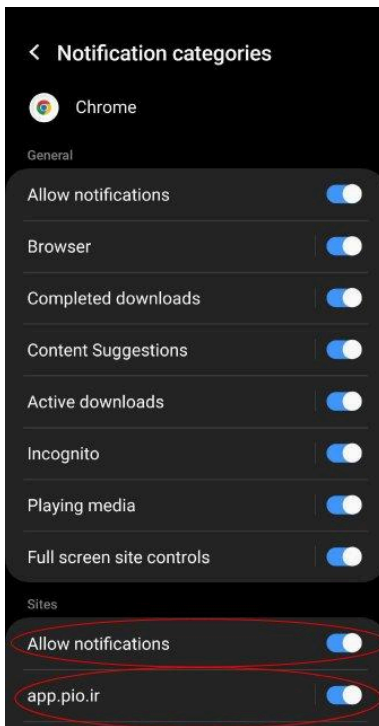 Notification categories
Chrome
General
Allow notifications
Browser
Completed downloads
Content Suggestions
Active downloads
Incognito
Playing media
Full screen site controls
Sites
Allow notifications
app.pio.ir